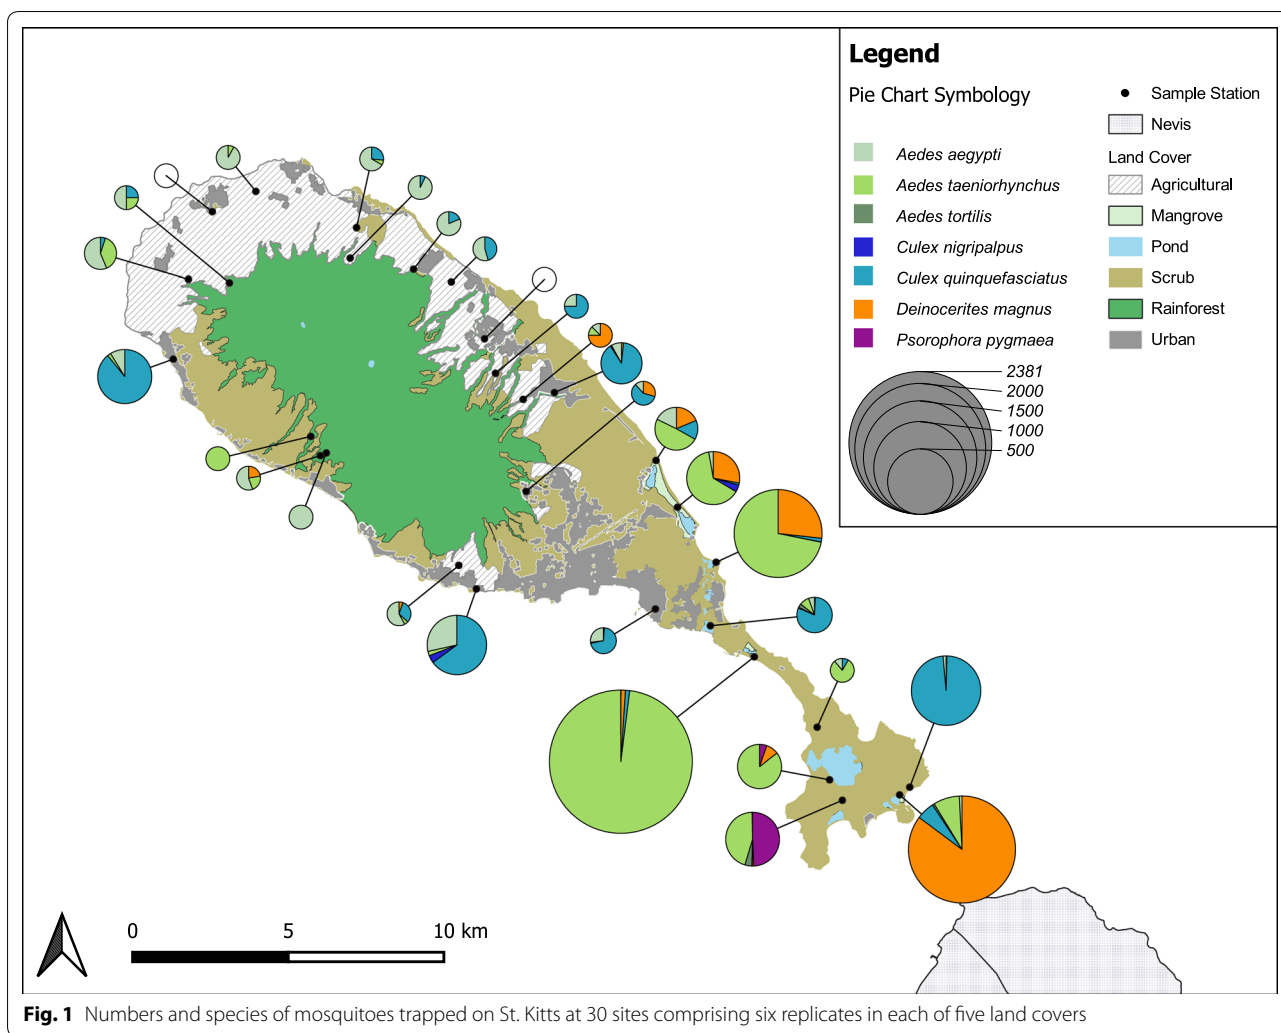 Legend
Pie Chart Symbology
Aedes aegypti
Aedes taeniorhynchus
Aedes tortilis
Culex nigripalpus
Culex quinquefasciatus
Deinocerites magnus
Psorophora pygmaea
2381
2000
1500
1000
500
Sample Station
Nevis
Land Cover
Agricultural
Mangrove
Pond
Scrub
Rainforest
Urban
0 5 10 km
Fig. 1 Numbers and species of mosquitoes trapped on St. Kitts at 30 sites comprising six replicates in each of five land covers